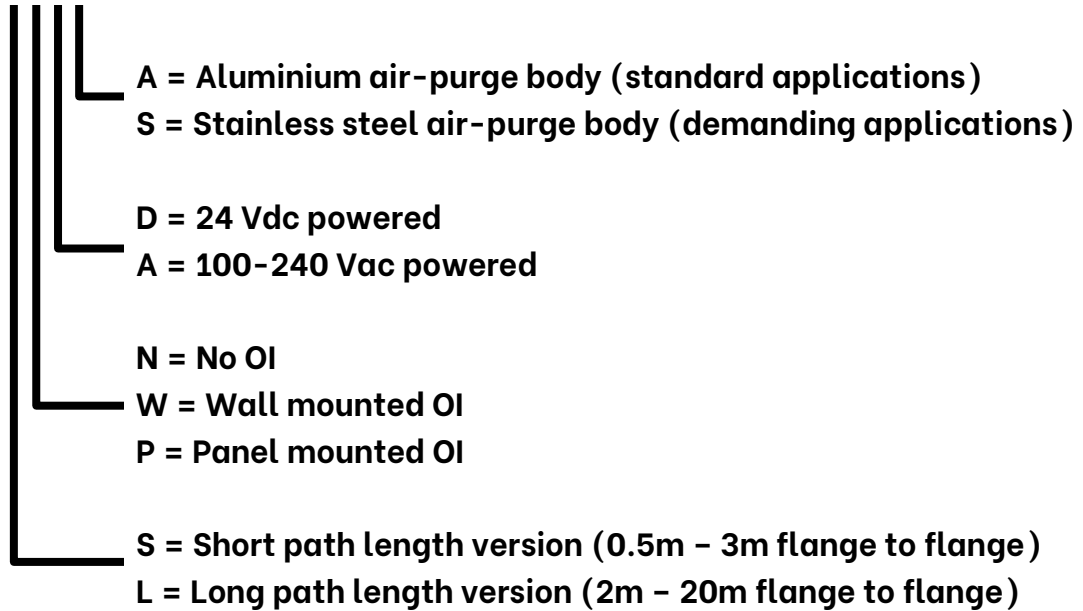 A = Aluminium air-purge body (standard applications)
S = Stainless steel air-purge body (demanding applications)
D = 24 Vdc powered
A = 100-240 Vac powered
N = No OI
W = Wall mounted OI
P = Panel mounted OI
S = Short path length version (0.5m – 3m flange to flange)
L = Long path length version (2m – 20m flange to flange)